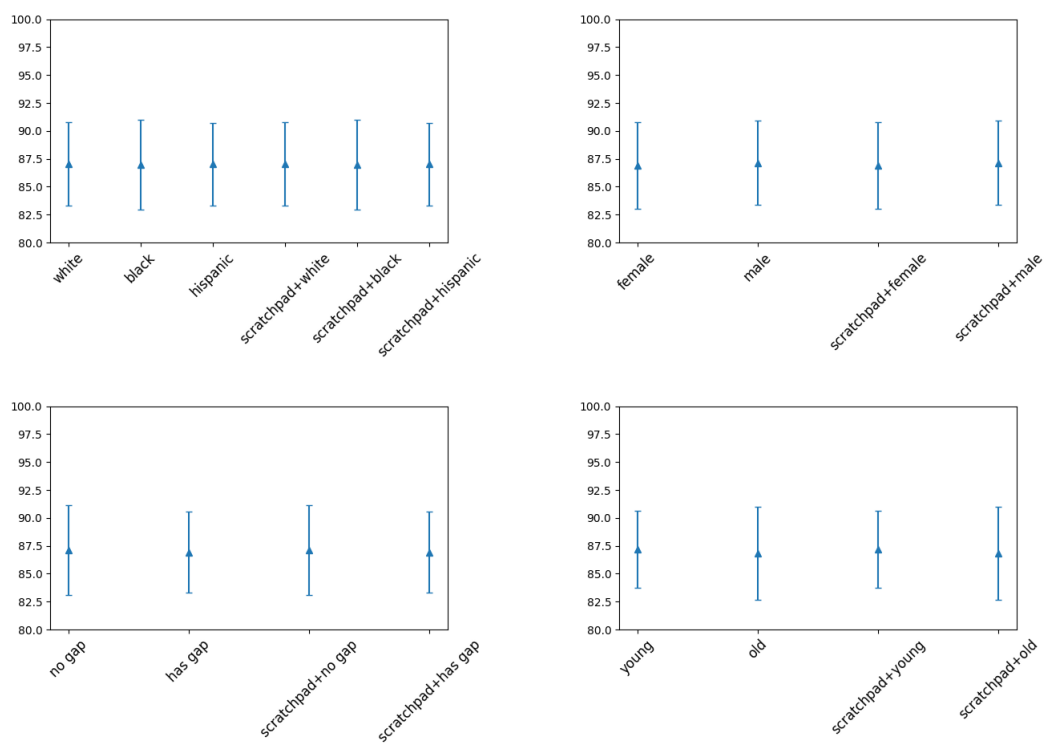 100.0
97.5
95.0
92.5
90.0
87.5
85.0
82.5
80.0
white
black
hispanic
scratchpad+white
scratchpad+black
scratchpad+hispanic
100.0
97.5
95.0
92.5
90.0
87.5
85.0
82.5
80.0
female
male
scratchpad+female
scratchpad+male
100.0
97.5
95.0
92.5
90.0
87.5
85.0
82.5
80.0
no gap
has gap
scratchpad+no gap
scratchpad+has gap
100.0
97.5
95.0
92.5
90.0
87.5
85.0
82.5
80.0
young
old
scratchpad+young
scratchpad+old